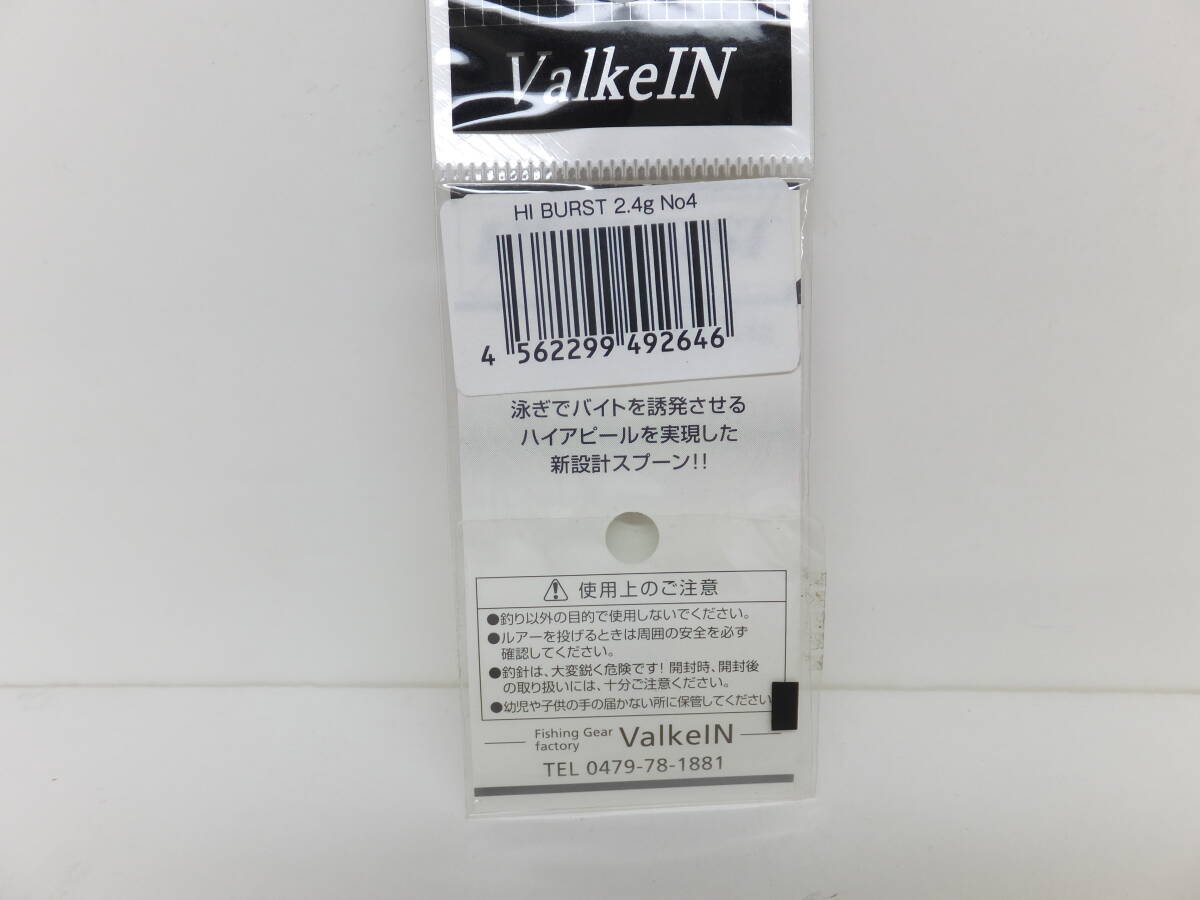 ValkeIN
HI BURST 2.4g No4
4 562299 492646
泳ぎでバイトを誘発させる
ハイアピールを実現した
新設計スプーン!!
使用上のご注意
●釣り以外の目的で使用しないでください。
●ルアーを投げるときは周囲の安全を必ず
確認してください。
●釣針は、大変鋭く危険です! 開封時、開封後
の取り扱いには、十分ご注意ください。
●幼児や子供の手の届かない所に保管してください
Fishing Gear
factory
ValkeIN
TEL 0479-78-1881